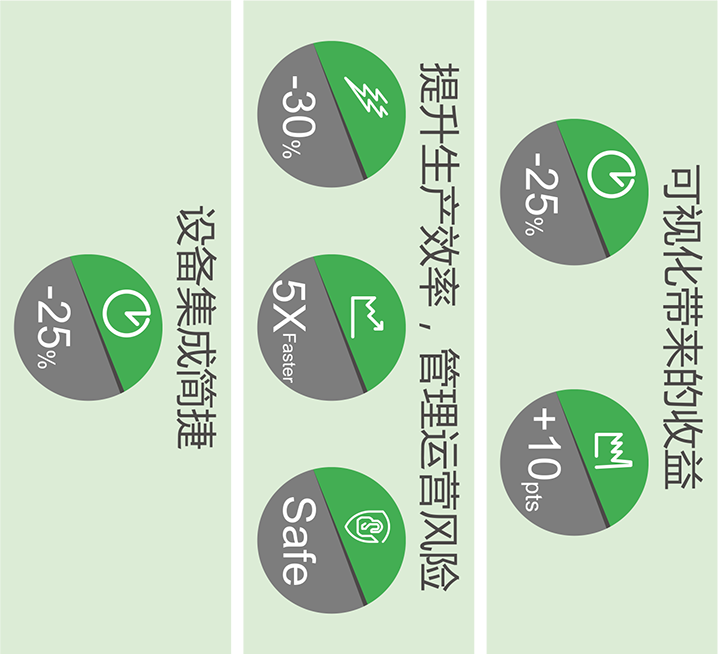 可视化带来的收益
-25%
+10pts
提升生产效率，管理运营风险
-30%
5X Faster
Safe
设备集成简捷
-25%